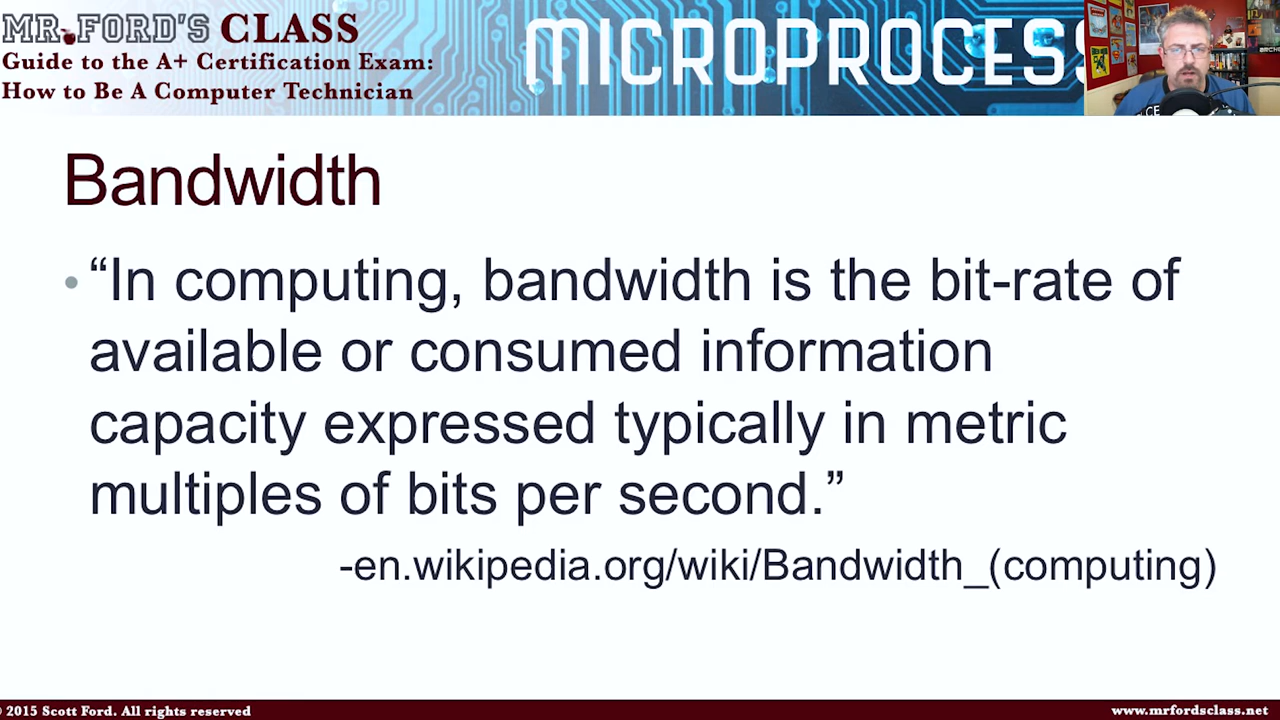 MR.FORD'S CLASS
Guide to the A+ Certification Exam:
How to Be A Computer Technician
MICROPROCESS
Bandwidth
• “In computing, bandwidth is the bit-rate of
available or consumed information
capacity expressed typically in metric
multiples of bits per second.”
-en.wikipedia.org/wiki/Bandwidth_(computing)
© 2015 Scott Ford. All rights reserved
www.mrfordsclass.net